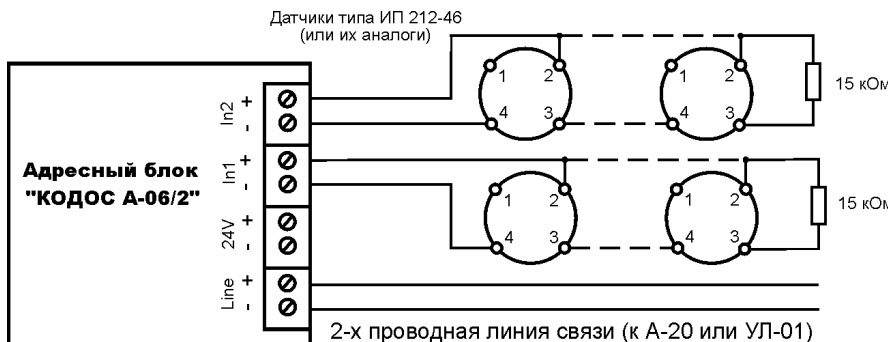 Датчики типа ИП 212-46
(или их аналоги)
In2 + -
1 2 4 3
1 2 4 3
15 кОм
Адресный блок
"КОДОС А-06/2"
In1 + -
1 2 4 3
1 2 4 3
15 кОм
24V + -
Line + -
2-х проводная линия связи (к А-20 или УЛ-01)